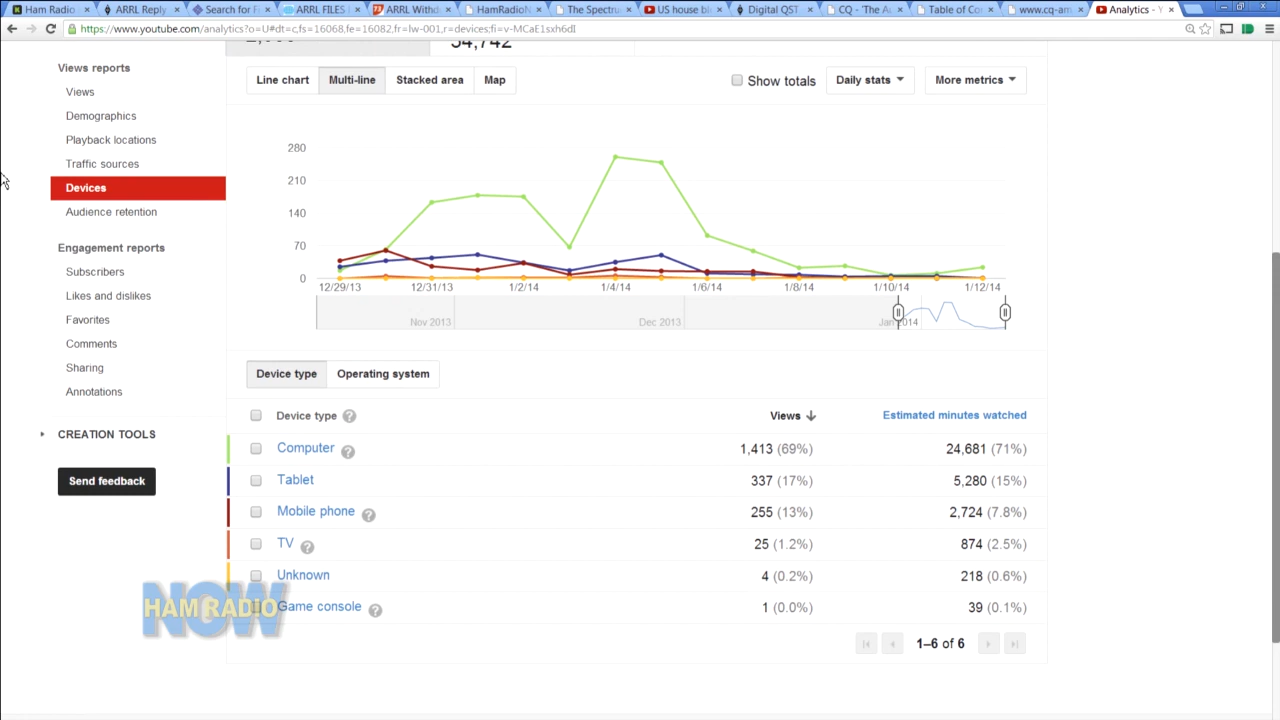 Ham Radio
ARRL Reply
Search for F
ARRL FILES
ARRL Withd
HamRadioN
The Spectru
US house bl
Digital QST
CQ - 'The A
Table of Con
www.cq-am
Analytics - Y
https://www.youtube.com/analytics?o=U#dt=c,fs=16068,fe=16082,fr=lw-001,r=devices;fi=v-MCaE1sxh6dI
54,742
Views reports
Views
Demographics
Playback locations
Traffic sources
Devices
Audience retention
Engagement reports
Subscribers
Likes and dislikes
Favorites
Comments
Sharing
Annotations
CREATION TOOLS
Send feedback
Line chart Multi-line Stacked area Map Show totals Daily stats More metrics
280
210
140
70
0
12/29/13 12/31/13 1/2/14 1/4/14 1/6/14 1/8/14 1/10/14 1/12/14
Nov 2013 Dec 2013 Jan 2014
Device type Operating system
Device type ? Views Estimated minutes watched
Computer ? 1,413 (69%) 24,681 (71%)
Tablet 337 (17%) 5,280 (15%)
Mobile phone ? 255 (13%) 2,724 (7.8%)
TV ? 25 (1.2%) 874 (2.5%)
Unknown 4 (0.2%) 218 (0.6%)
Game console ? 1 (0.0%) 39 (0.1%)
1–6 of 6
HAM RADIO
NOW